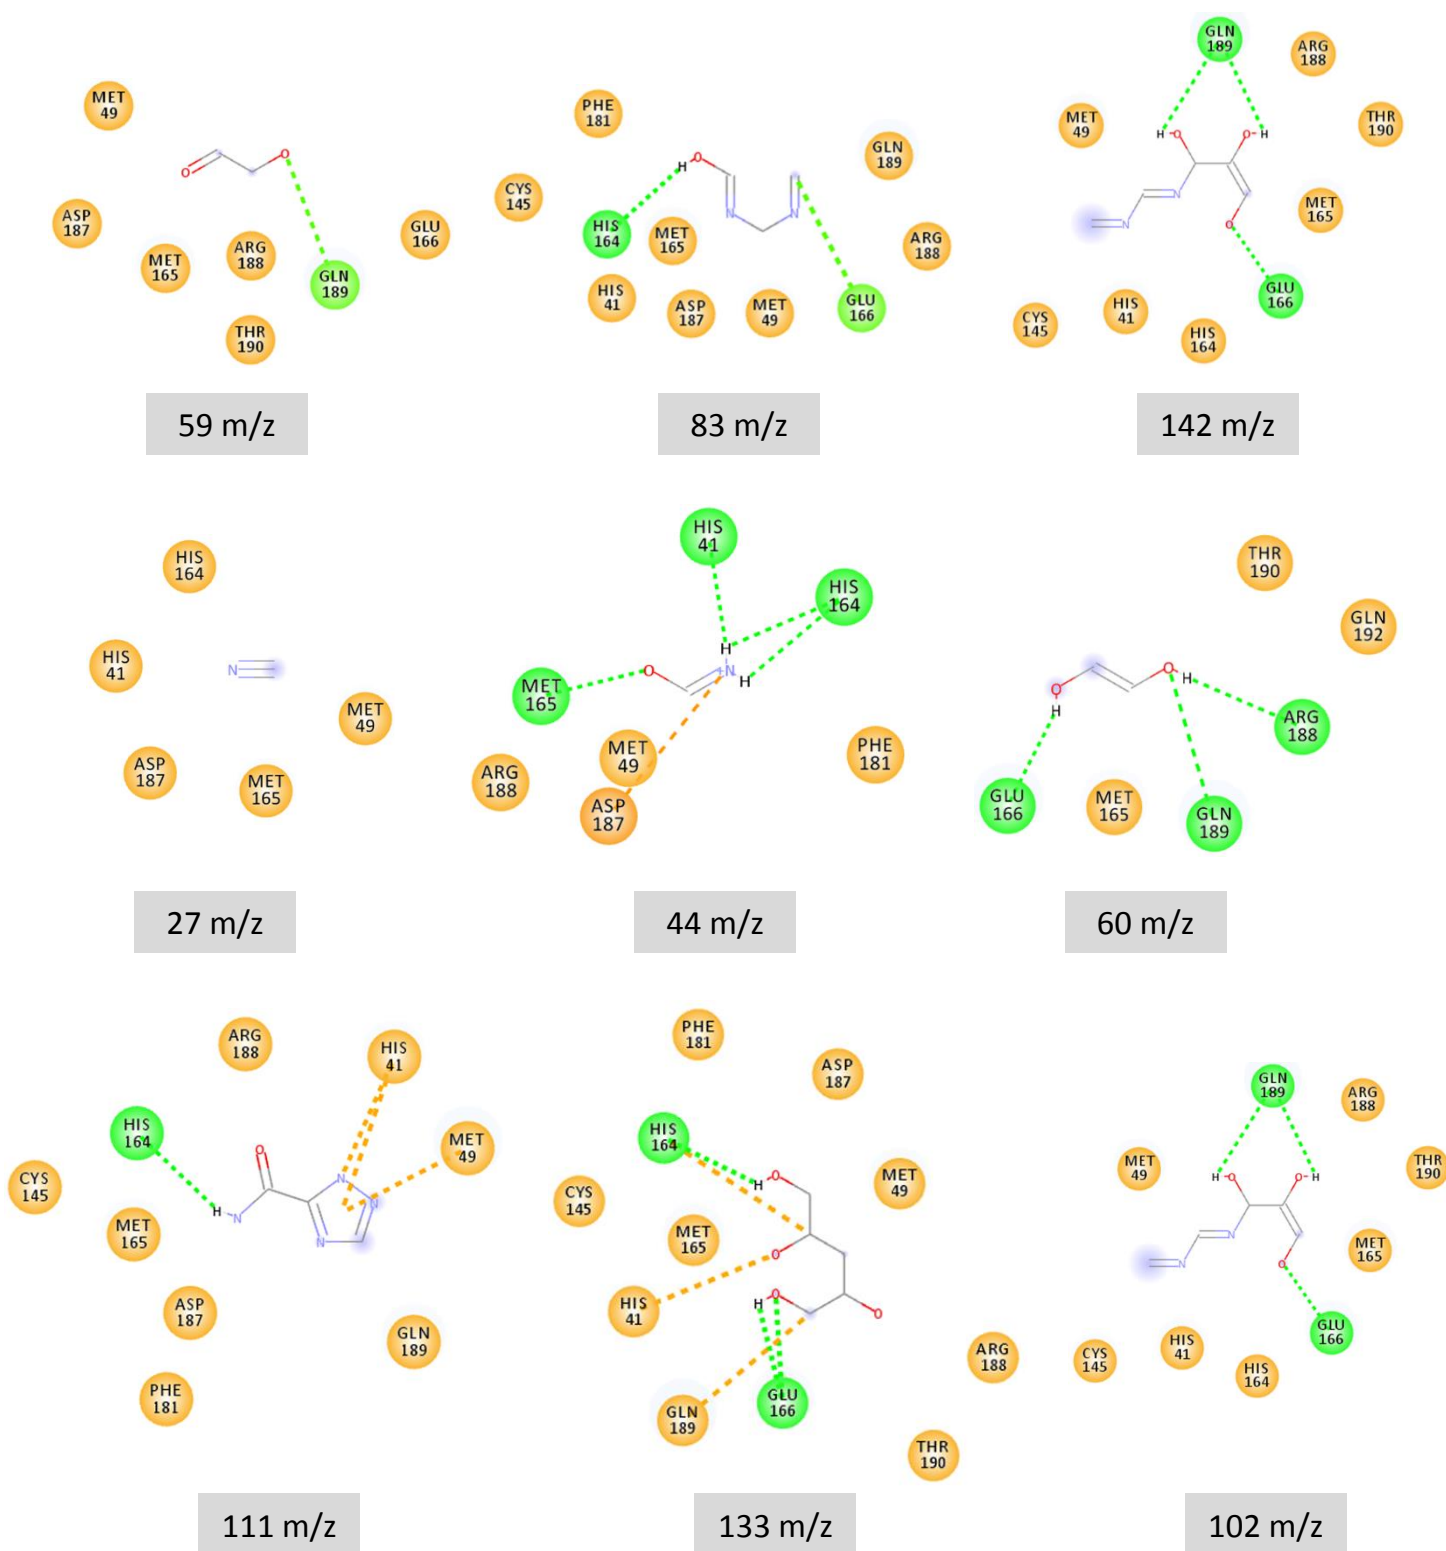 MET
49
O
O
ASP
187
MET
165
ARG
188
GLU
166
GLN
189
THR
190
59 m/z
PHE
181
H
O
GLN
189
CYS
145
HIS
164
MET
165
N
N
ARG
188
HIS
41
ASP
187
MET
49
GLU
166
83 m/z
GLN
189
ARG
188
MET
49
H
O
O
H
THR
190
N
N
O
MET
165
GLU
166
CYS
145
HIS
41
HIS
164
142 m/z
HIS
164
HIS
41
N
MET
49
ASP
187
MET
165
27 m/z
HIS
41
HIS
164
H
O
+N
H
MET
165
MET
49
PHE
181
ARG
188
ASP
187
44 m/z
THR
190
GLN
192
O
H
O
H
ARG
188
GLU
166
MET
165
GLN
189
60 m/z
ARG
188
HIS
41
HIS
164
O
MET
49
CYS
145
H
N
N
N
N
MET
165
ASP
187
GLN
189
PHE
181
111 m/z
PHE
181
ASP
187
HIS
164
H
O
MET
49
CYS
145
MET
165
O
HIS
41
H
O
O
GLN
189
GLU
166
ARG
188
THR
190
133 m/z
GLN
189
ARG
188
MET
49
H
O
O
H
THR
190
N
N
O
MET
165
GLU
166
CYS
145
HIS
41
HIS
164
102 m/z